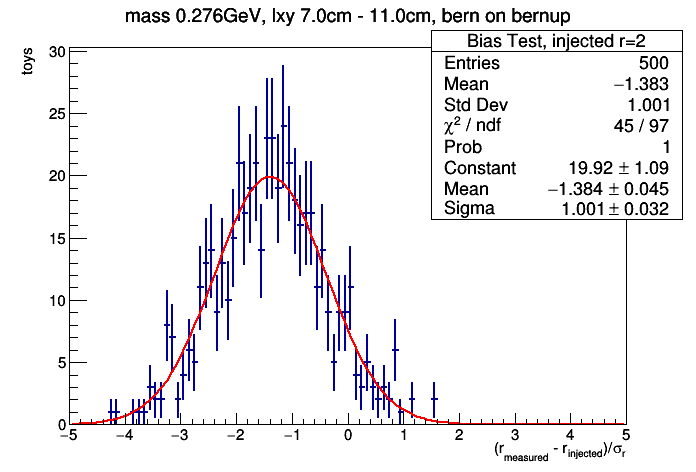 mass 0.276GeV, lxy 7.0cm - 11.0cm, bern on bernup
Bias Test, injected r=2
Entries 500
Mean −1.383
Std Dev 1.001
χ² / ndf 45 / 97
Prob 1
Constant 19.92 ± 1.09
Mean −1.384 ± 0.045
Sigma 1.001 ± 0.032
toys
30
25
20
15
10
5
0
−5 −4 −3 −2 −1 0 1 2 3 4 5
(r_measured - r_injected)/σ_r